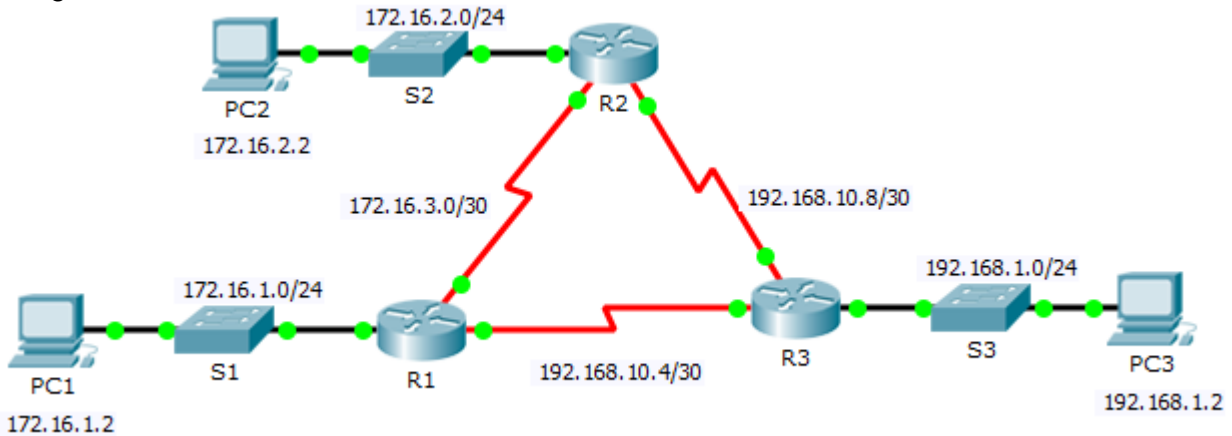 172.16.2.0/24
S2
R2
PC2
172.16.2.2
172.16.3.0/30
192.168.10.8/30
172.16.1.0/24
192.168.1.0/24
S1
R1
192.168.10.4/30
R3
S3
PC3
PC1
172.16.1.2
192.168.1.2